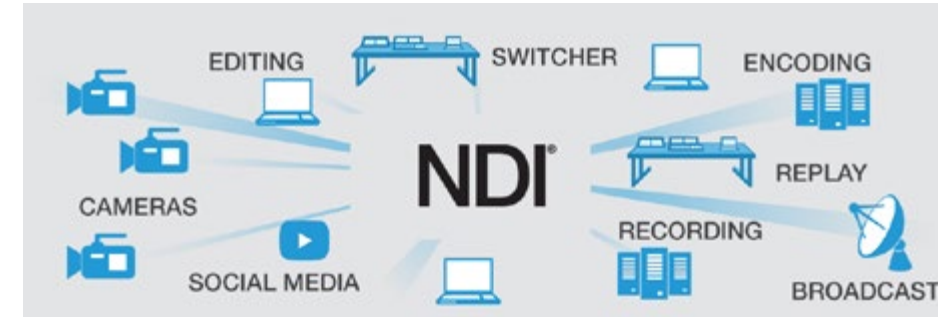 EDITING
SWITCHER
ENCODING
CAMERAS
NDI®
REPLAY
SOCIAL MEDIA
RECORDING
BROADCAST